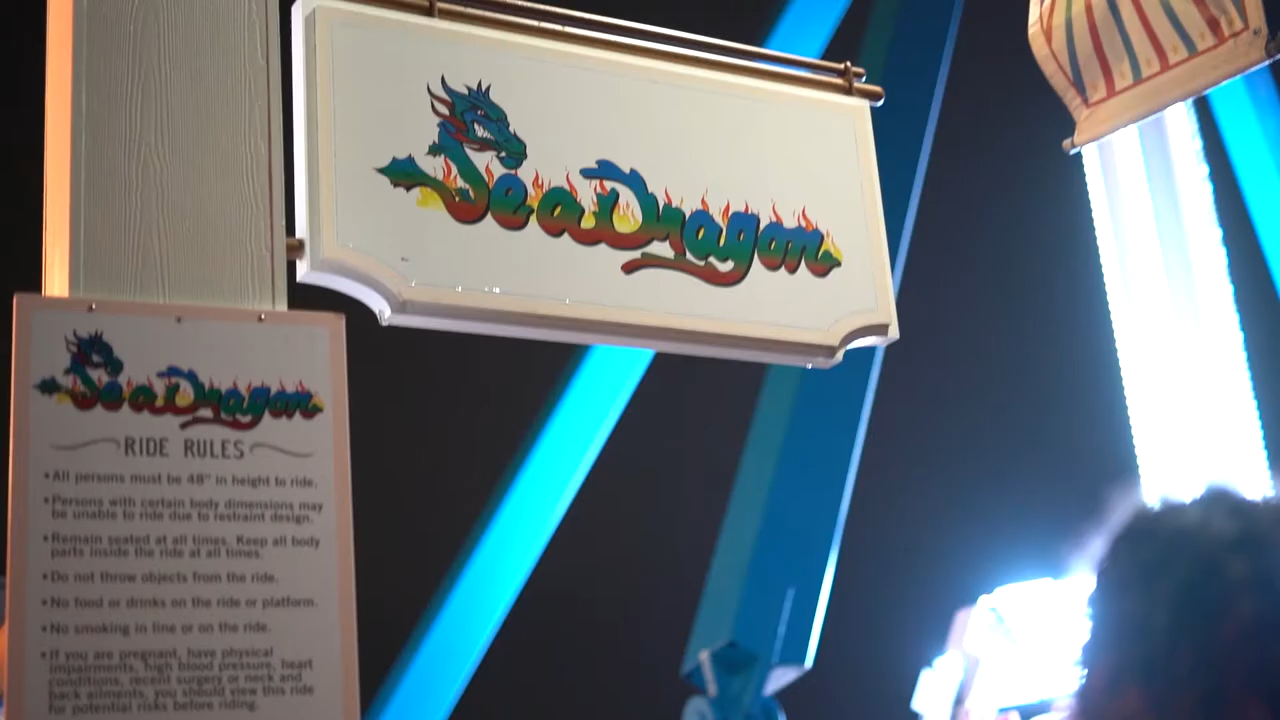 SeaDragon
SeaDragon
RIDE RULES
•All persons must be 48" in height to ride.
•Persons with certain body dimensions may
be unable to ride due to restraint design.
•Remain seated at all times. Keep all body
parts inside the ride at all times.
•Do not throw objects from the ride.
•No food or drinks on the ride or platform.
•No smoking in line or on the ride.
•If you are pregnant, have physical
impairments, high blood pressure, heart
conditions, recent surgery or neck and
back ailments, you should view this ride
for potential risks before riding.